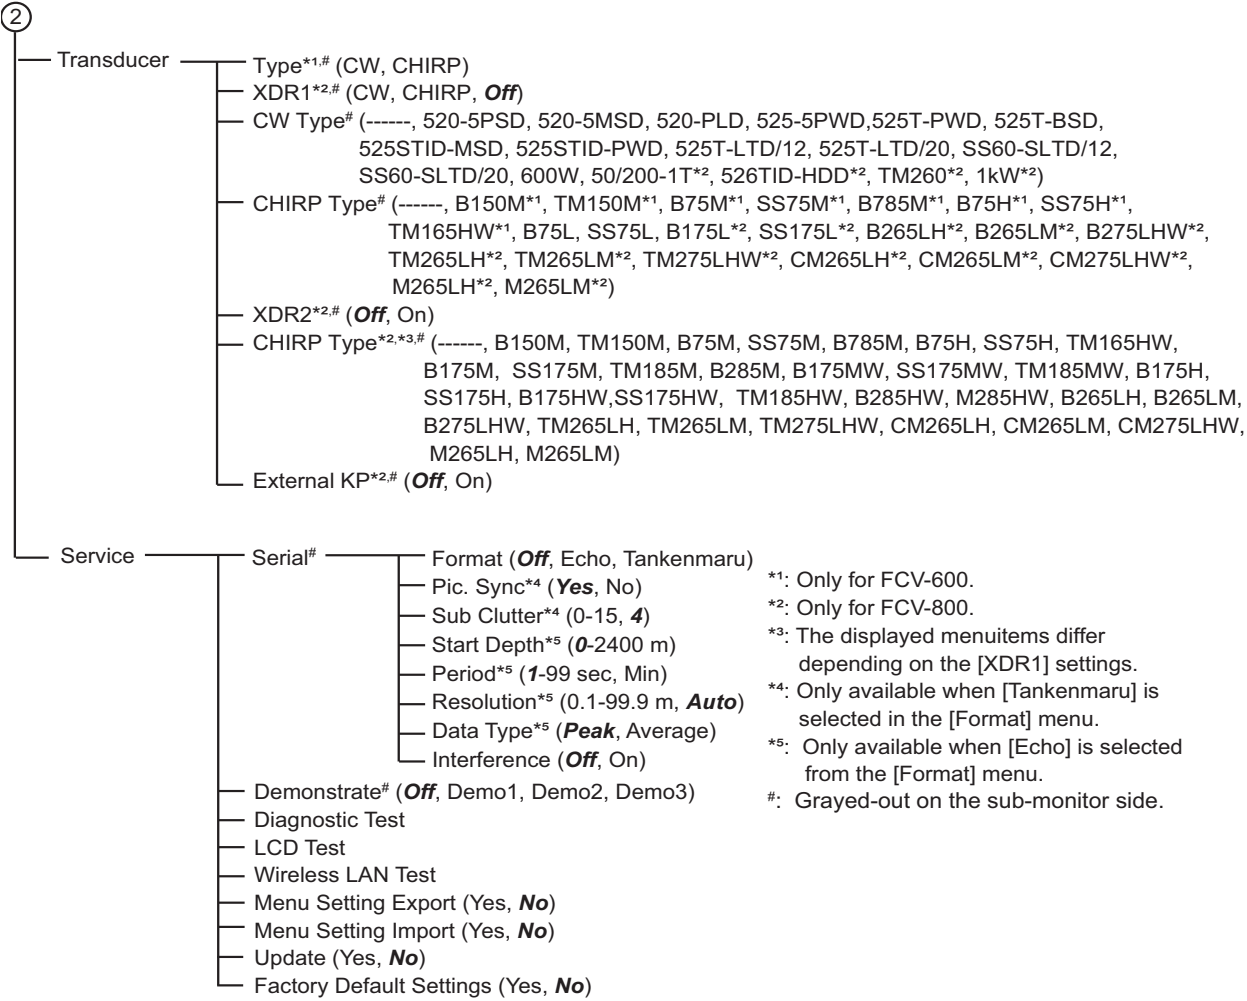 2
Transducer
Type*¹,# (CW, CHIRP)
XDR1*²,# (CW, CHIRP, Off)
CW Type# (------, 520-5PSD, 520-5MSD, 520-PLD, 525-5PWD,525T-PWD, 525T-BSD,
525STID-MSD, 525STID-PWD, 525T-LTD/12, 525T-LTD/20, SS60-SLTD/12,
SS60-SLTD/20, 600W, 50/200-1T*², 526TID-HDD*², TM260*², 1kW*²)
CHIRP Type# (------, B150M*¹, TM150M*¹, B75M*¹, SS75M*¹, B785M*¹, B75H*¹, SS75H*¹,
TM165HW*¹, B75L, SS75L, B175L*², SS175L*², B265LH*², B265LM*², B275LHW*²,
TM265LH*², TM265LM*², TM275LHW*², CM265LH*², CM265LM*², CM275LHW*²,
M265LH*², M265LM*²)
XDR2*²,# (Off, On)
CHIRP Type*²,*³,# (------, B150M, TM150M, B75M, SS75M, B785M, B75H, SS75H, TM165HW,
B175M, SS175M, TM185M, B285M, B175MW, SS175MW, TM185MW, B175H,
SS175H, B175HW,SS175HW, TM185HW, B285HW, M285HW, B265LH, B265LM,
B275LHW, TM265LH, TM265LM, TM275LHW, CM265LH, CM265LM, CM275LHW,
M265LH, M265LM)
External KP*²,# (Off, On)
Service
Serial#
Format (Off, Echo, Tankenmaru)
Pic. Sync*⁴ (Yes, No)
Sub Clutter*⁴ (0-15, 4)
Start Depth*⁵ (0-2400 m)
Period*⁵ (1-99 sec, Min)
Resolution*⁵ (0.1-99.9 m, Auto)
Data Type*⁵ (Peak, Average)
Interference (Off, On)
Demonstrate# (Off, Demo1, Demo2, Demo3)
Diagnostic Test
LCD Test
Wireless LAN Test
Menu Setting Export (Yes, No)
Menu Setting Import (Yes, No)
Update (Yes, No)
Factory Default Settings (Yes, No)
*¹: Only for FCV-600.
*²: Only for FCV-800.
*³: The displayed menuitems differ
depending on the [XDR1] settings.
*⁴: Only available when [Tankenmaru] is
selected in the [Format] menu.
*⁵: Only available when [Echo] is selected
from the [Format] menu.
#: Grayed-out on the sub-monitor side.